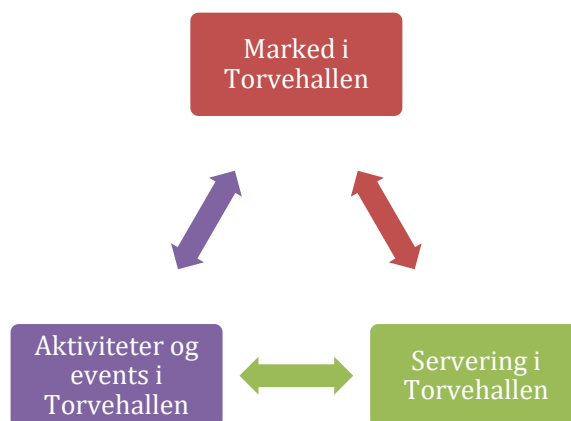 Marked i
Torvehallen
Aktiviteter og
events i
Torvehallen
Servering i
Torvehallen